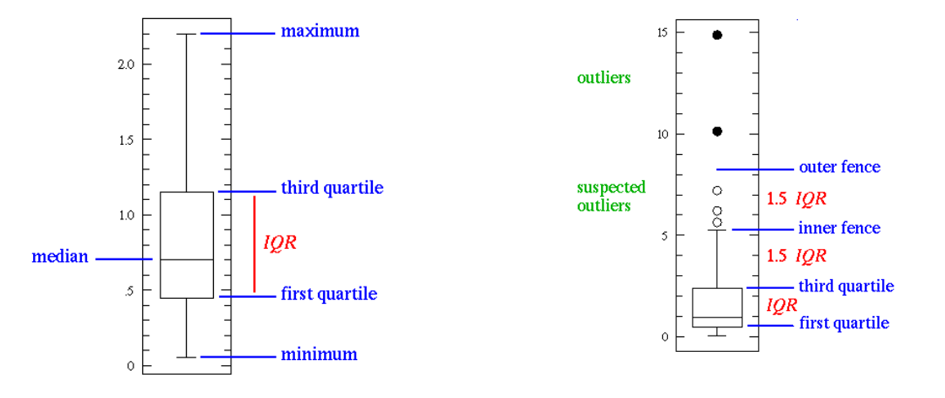 maximum
2.0
1.5
third quartile
1.0
IQR
median
.5
first quartile
minimum
0
15
outliers
10
outer fence
suspected
outliers
1.5 IQR
5
inner fence
1.5 IQR
third quartile
IQR
first quartile
0